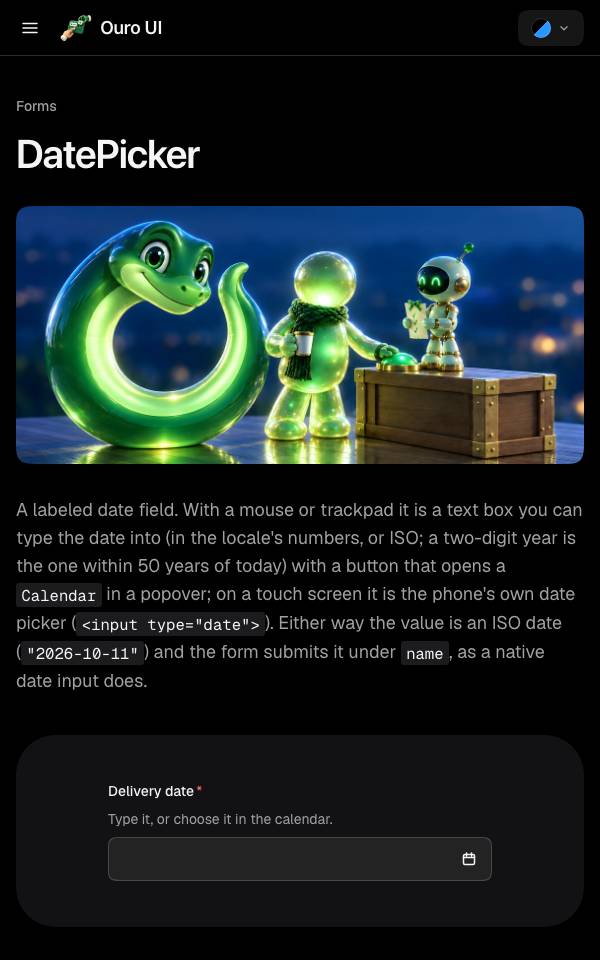 Ouro UI
Forms
DatePicker
A labeled date field. With a mouse or trackpad it is a text box you can
type the date into (in the locale's numbers, or ISO; a two-digit year is
the one within 50 years of today) with a button that opens a
Calendar in a popover; on a touch screen it is the phone's own date
picker (<input type="date">). Either way the value is an ISO date
("2026-10-11") and the form submits it under name, as a native
date input does.
Delivery date*
Type it, or choose it in the calendar.